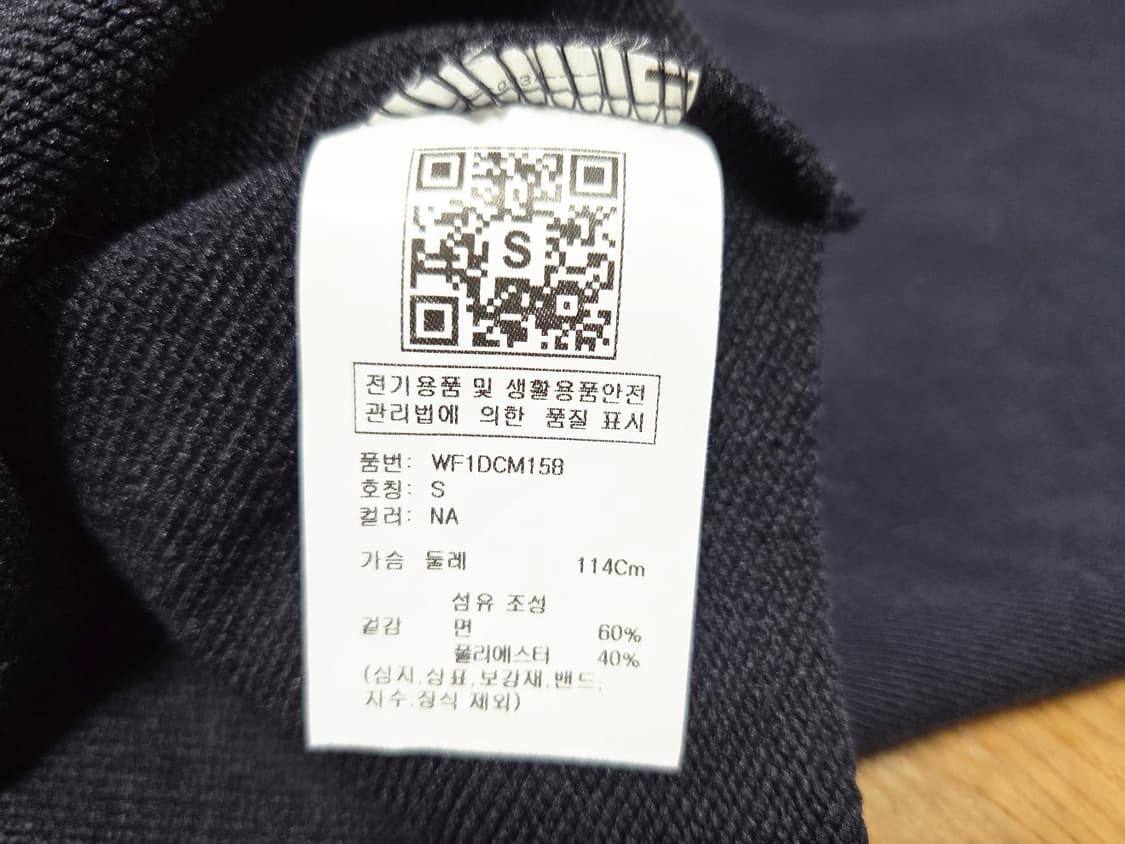 S
전기용품 및 생활용품안전
관리법에 의한 품질 표시
품번: WF1DCM158
호칭: S
컬러: NA
가슴 둘레 114Cm
섬유 조성
겉감 면 60%
폴리에스터 40%
(심지,상표,보강재,밴드,
자수,장식 제외)